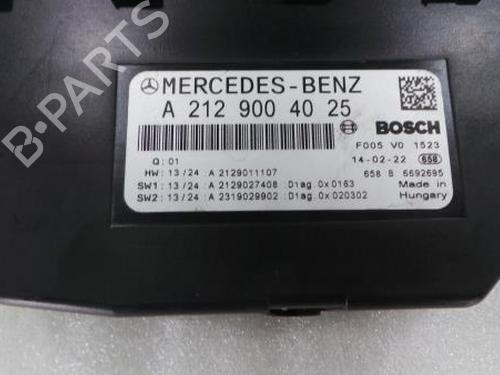 MERCEDES-BENZ
A 212 900 40 25
BOSCH
F005 V0 1523
Q: 01
14-02-22 658
HW: 13/24: A 2129011107
658 B 6692695
SW1: 13/24: A 2129027408: Diag:0x0163
Made in
SW2: 13/24: A 2319029902: Diag:0x020302
Hungary
B-PARTS